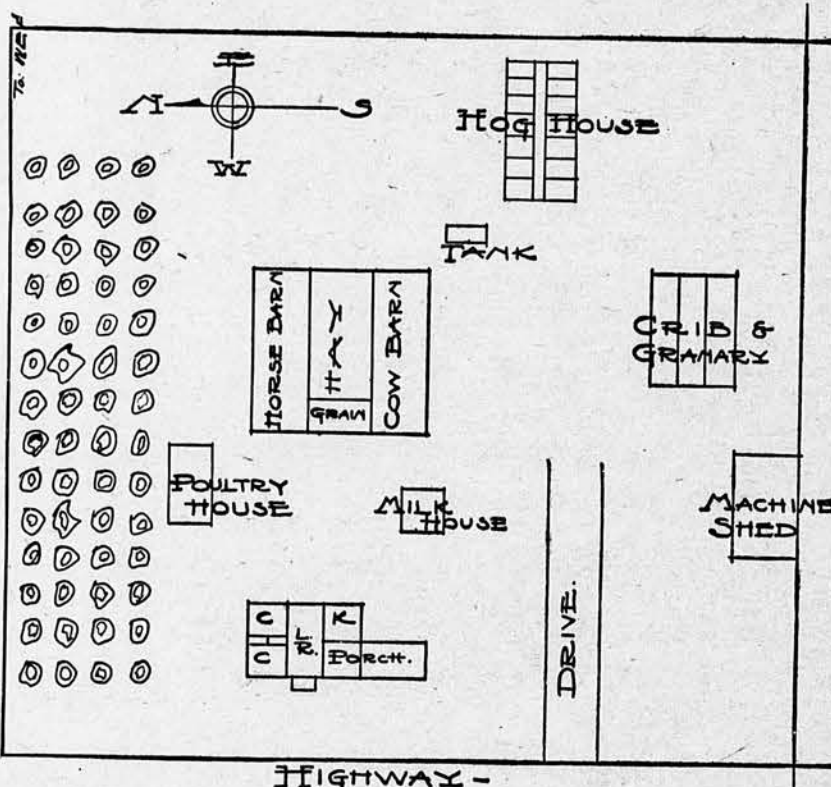 E
N
S
W
HOG HOUSE
TANK
HORSE BARN
HAY
GRAIN
COW BARN
CRIB &
GRANARY
POULTRY
HOUSE
MILK
HOUSE
MACHINE
SHED
C
C
L.
R.
K
PORCH.
DRIVE.
HIGHWAY -